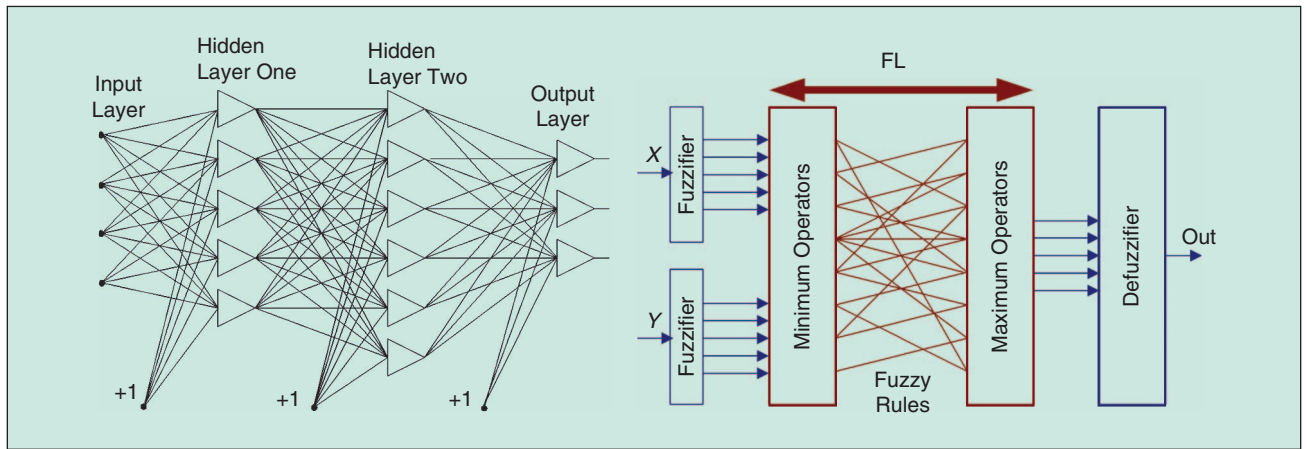 Input
Layer
Hidden
Layer One
Hidden
Layer Two
Output
Layer
+1
+1
+1
FL
X
Fuzzifier
Y
Fuzzifier
Minimum Operators
Fuzzy
Rules
Maximum Operators
Defuzzifier
Out